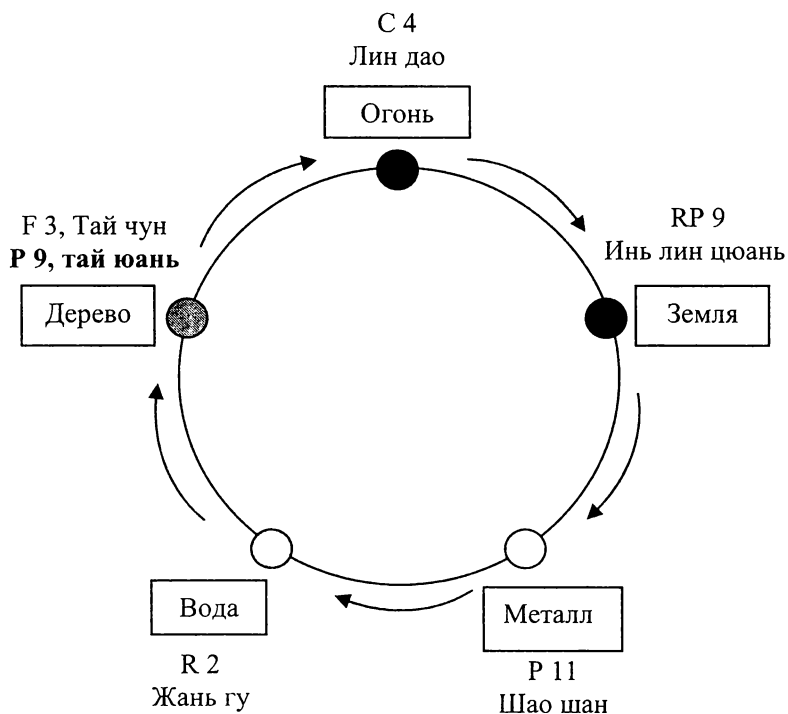 C 4
Лин дао
Огонь
F 3, Тай чун
P 9, тай юань
Дерево
RP 9
Инь лин цюань
Земля
Вода
R 2
Жань гу
Металл
P 11
Шао шан